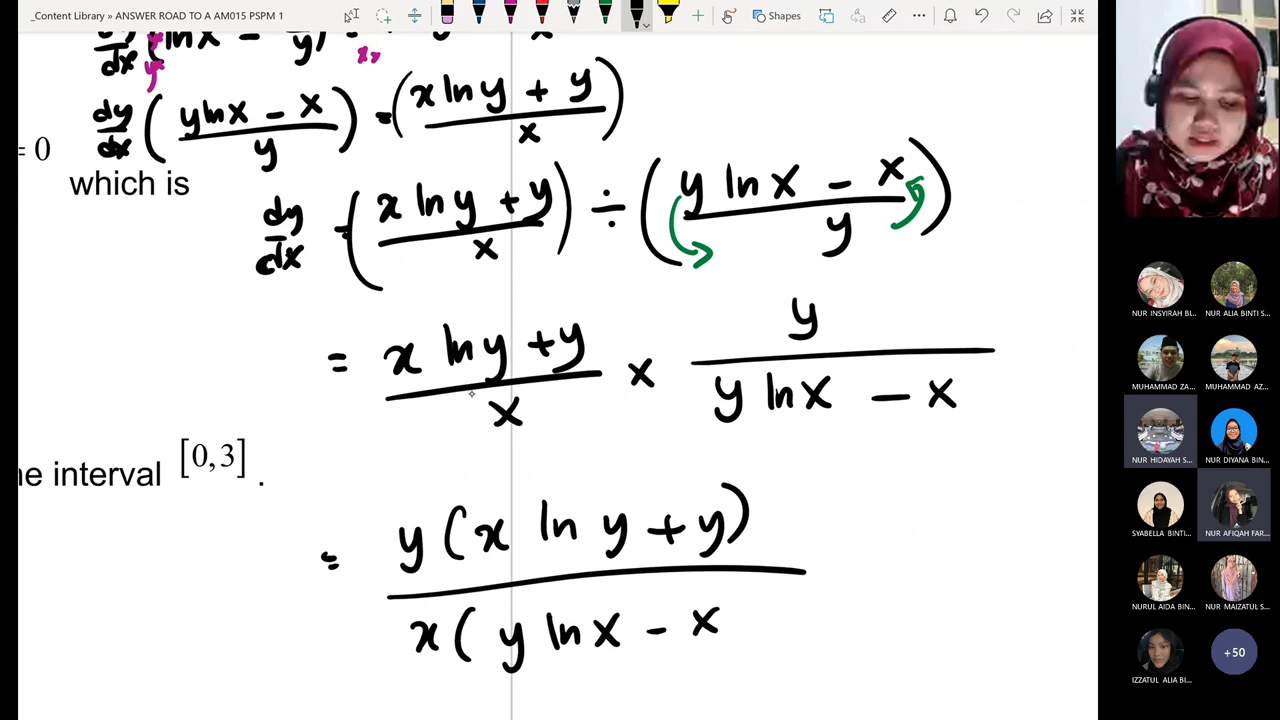 _Content Library » ANSWER ROAD TO A AM015 PSPM 1
Shapes
dy/dx (ln x - /y) =
dy/dx ((y ln x - x)/y) = ((x ln y + y)/x)
= 0
which is
dy/dx = ((x ln y + y)/x) ÷ ((y ln x - x)/y)
= (x ln y + y)/x × y/(y ln x - x)
he interval [0,3] .
= y(x ln y + y)/x( y ln x - x
NUR INSYIRAH BI...
NUR ALIA BINTI S...
MUHAMMAD ZA...
MUHAMMAD AZ...
NUR HIDAYAH S...
NUR DIYANA BIN...
SYABELLA BINTI...
NUR AFIQAH FAR...
NURUL AIDA BIN...
NUR MAIZATUL S...
IZZATUL ALIA BI...
+50